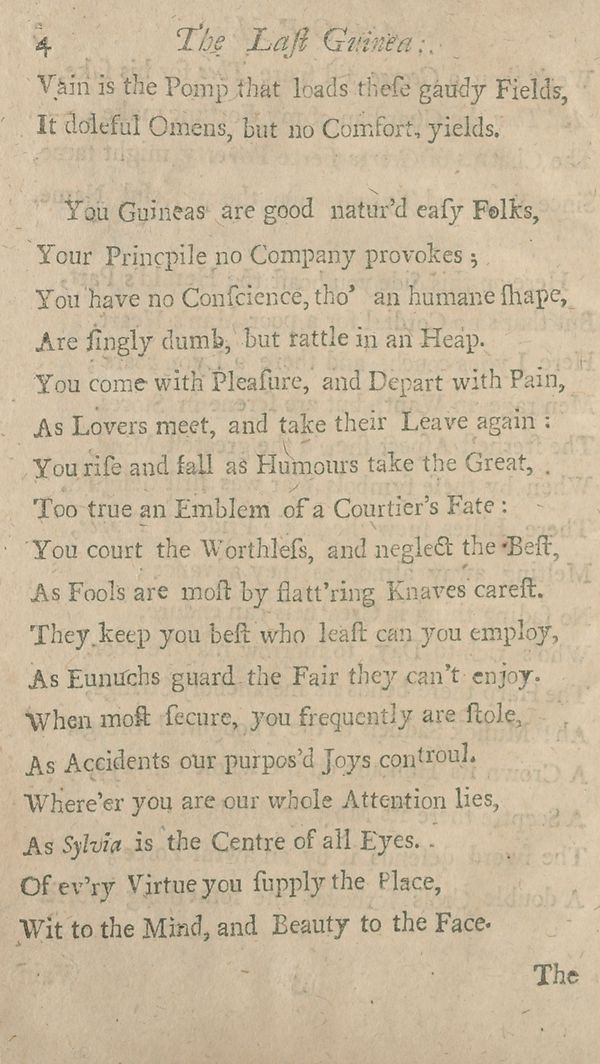 4 The Laſt Guinea:
Vain is the Pomp that loads theſe gaudy Fields,
It doleful Omens, but no Comfort, yields.
You Guineas are good natur'd eaſy Folks,
Your Princpile no Company provokes;
You have no Conſcience, tho' an humane ſhape,
Are ſingly dumb, but rattle in an Heap.
You come with Pleaſure, and Depart with Pain,
As Lovers meet, and take their Leave again:
You riſe and fall as Humours take the Great,
Too true an Emblem of a Courtier's Fate:
You court the Worthleſs, and neglect the Beſt,
As Fools are moſt by flatt'ring Knaves careſt.
They keep you beſt who leaſt can you employ,
As Eunuchs guard the Fair they can't enjoy.
When moſt ſecure, you frequently are ſtole,
As Accidents our purpos'd Joys controul.
Where'er you are our whole Attention lies,
As Sylvia is the Centre of all Eyes.
Of ev'ry Virtue you ſupply the Place,
Wit to the Mind, and Beauty to the Face.
The